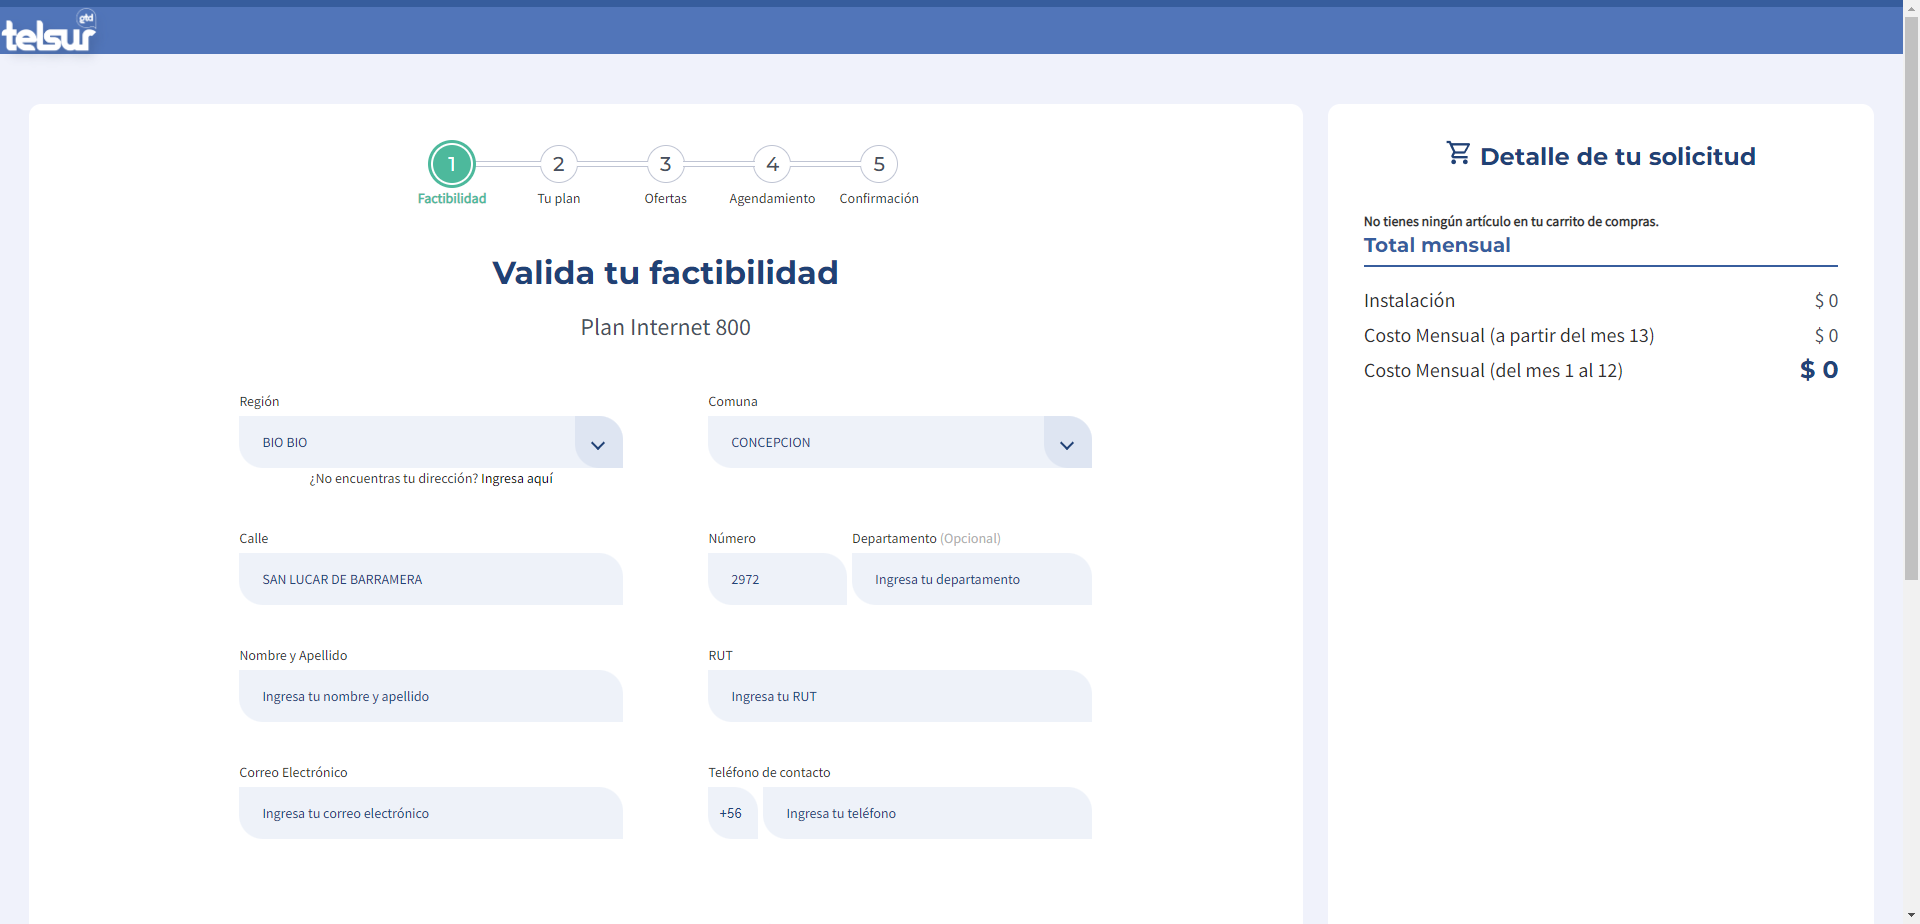 gtd
telsur
1
2
3
4
5
Factibilidad
Tu plan
Ofertas
Agendamiento
Confirmación
Valida tu factibilidad
Plan Internet 800
Región
Comuna
BIO BIO
CONCEPCION
¿No encuentras tu dirección? Ingresa aquí
Calle
Número
Departamento (Opcional)
SAN LUCAR DE BARRAMERA
2972
Ingresa tu departamento
Nombre y Apellido
RUT
Ingresa tu nombre y apellido
Ingresa tu RUT
Correo Electrónico
Teléfono de contacto
Ingresa tu correo electrónico
+56
Ingresa tu teléfono
Detalle de tu solicitud
No tienes ningún artículo en tu carrito de compras.
Total mensual
Instalación $ 0
Costo Mensual (a partir del mes 13) $ 0
Costo Mensual (del mes 1 al 12) $ 0